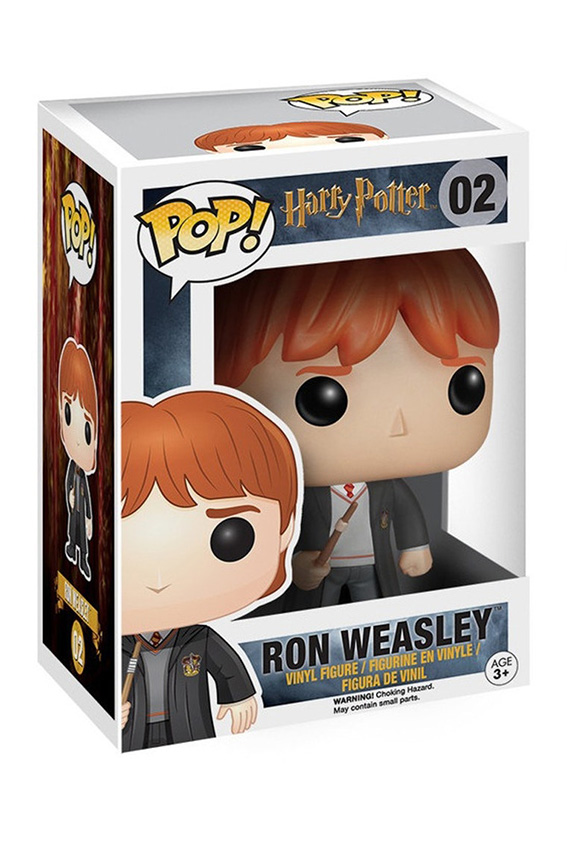 POP!
POP!
Harry Potter
02
POP!
RON WEASLEY™
VINYL FIGURE / FIGURINE EN VINYLE /
FIGURA DE VINIL
WARNING! Choking Hazard.
May contain small parts.
AGE
3+
RON WEASLEY
02